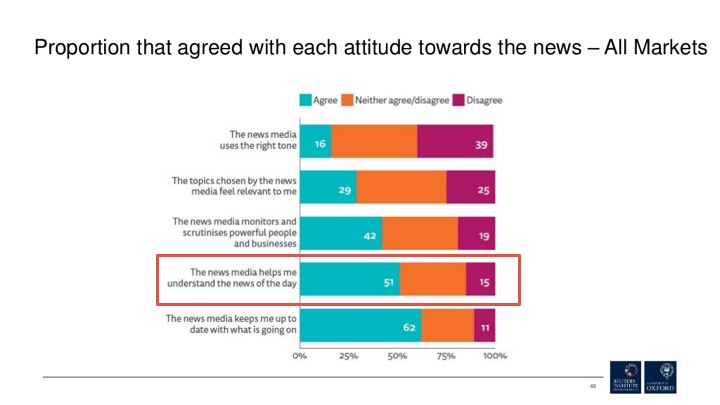 Proportion that agreed with each attitude towards the news – All Markets
Agree Neither agree/disagree Disagree
The news media
uses the right tone
16 39
The topics chosen by the news
media feel relevant to me
29 25
The news media monitors and
scrutinises powerful people
and businesses
42 19
The news media helps me
understand the news of the day
51 15
The news media keeps me up to
date with what is going on
62 11
0% 25% 50% 75% 100%
65
REUTERS
INSTITUTE
UNIVERSITY OF
OXFORD